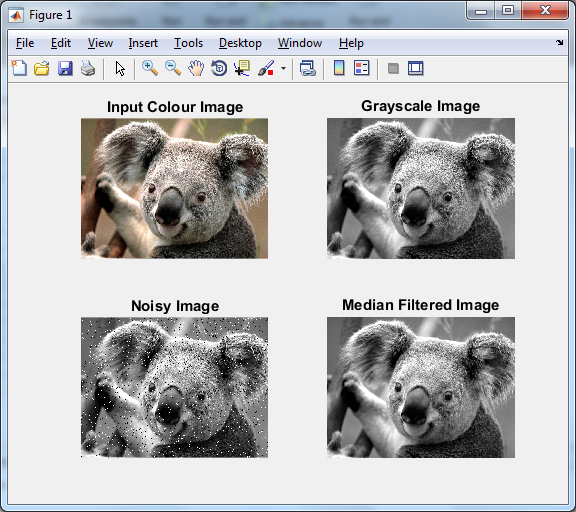 Figure 1
File Edit View Insert Tools Desktop Window Help
Input Colour Image
Grayscale Image
Noisy Image
Median Filtered Image